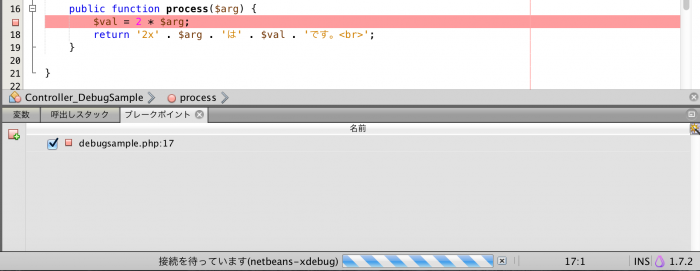 16 public function process($arg) {
$val = 2 * $arg;
18 return '2x' . $arg . 'は' . $val . 'です。<br>';
19 }
20
21 }
22
Controller_DebugSample process
変数 呼出しスタック ブレークポイント
名前
debugsample.php:17
接続を待っています(netbeans-xdebug) 17:1 INS 1.7.2